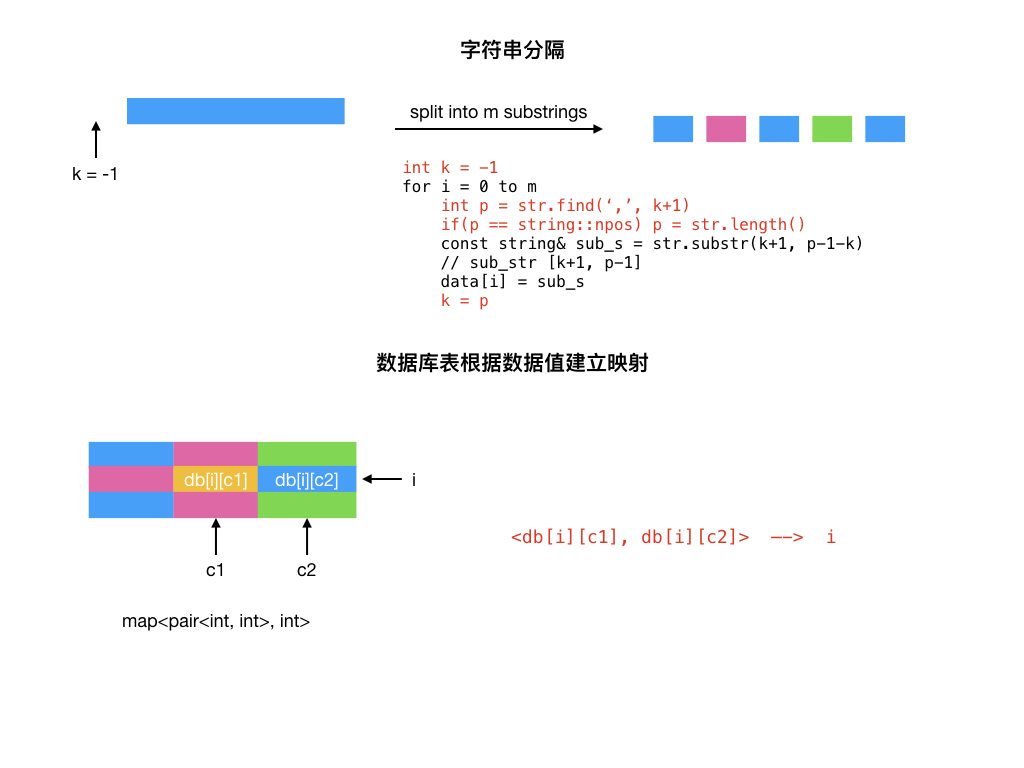 字符串分隔
split into m substrings
k = -1
int k = -1
for i = 0 to m
int p = str.find(‘,’, k+1)
if(p == string::npos) p = str.length()
const string& sub_s = str.substr(k+1, p-1-k)
// sub_str [k+1, p-1]
data[i] = sub_s
k = p
数据库表根据数据值建立映射
db[i][c1] db[i][c2] i
<db[i][c1], db[i][c2]> --> i
c1 c2
map<pair<int, int>, int>